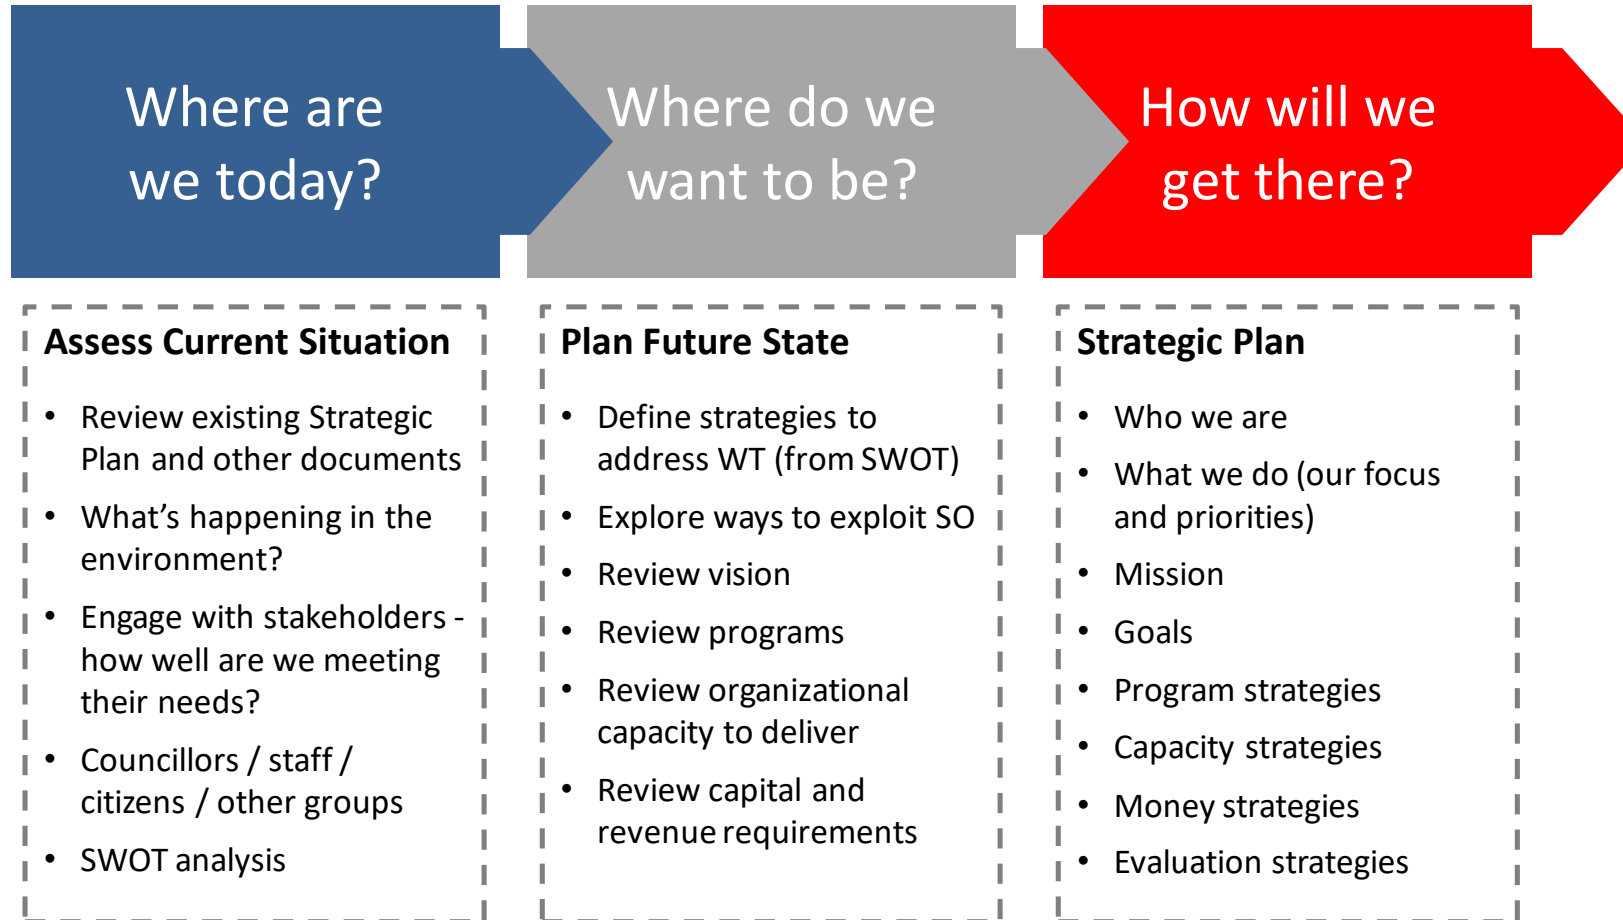 Where are
we today?
Where do we
want to be?
How will we
get there?
Assess Current Situation
• Review existing Strategic
Plan and other documents
• What’s happening in the
environment?
• Engage with stakeholders -
how well are we meeting
their needs?
• Councillors / staff /
citizens / other groups
• SWOT analysis
Plan Future State
• Define strategies to
address WT (from SWOT)
• Explore ways to exploit SO
• Review vision
• Review programs
• Review organizational
capacity to deliver
• Review capital and
revenue requirements
Strategic Plan
• Who we are
• What we do (our focus
and priorities)
• Mission
• Goals
• Program strategies
• Capacity strategies
• Money strategies
• Evaluation strategies